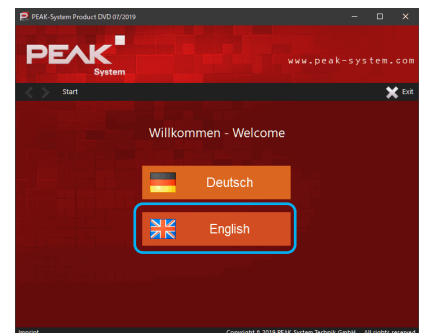 PEAK-System Product DVD 07/2019
PEAK
System
www.peak-system.com
Start
Exit
Willkommen - Welcome
Deutsch
English
Imprint
Copyright © 2019 PEAK-System Technik GmbH All rights reserved